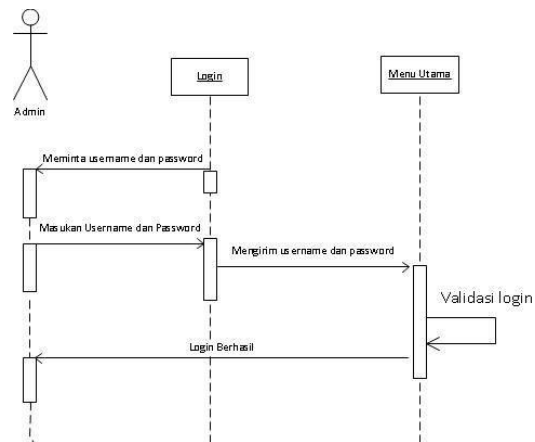 Login
Menu Utama
Admin
Meminta username dan password
Masukan Username dan Password
Mengirim username dan password
Validasi login
Login Berhasil